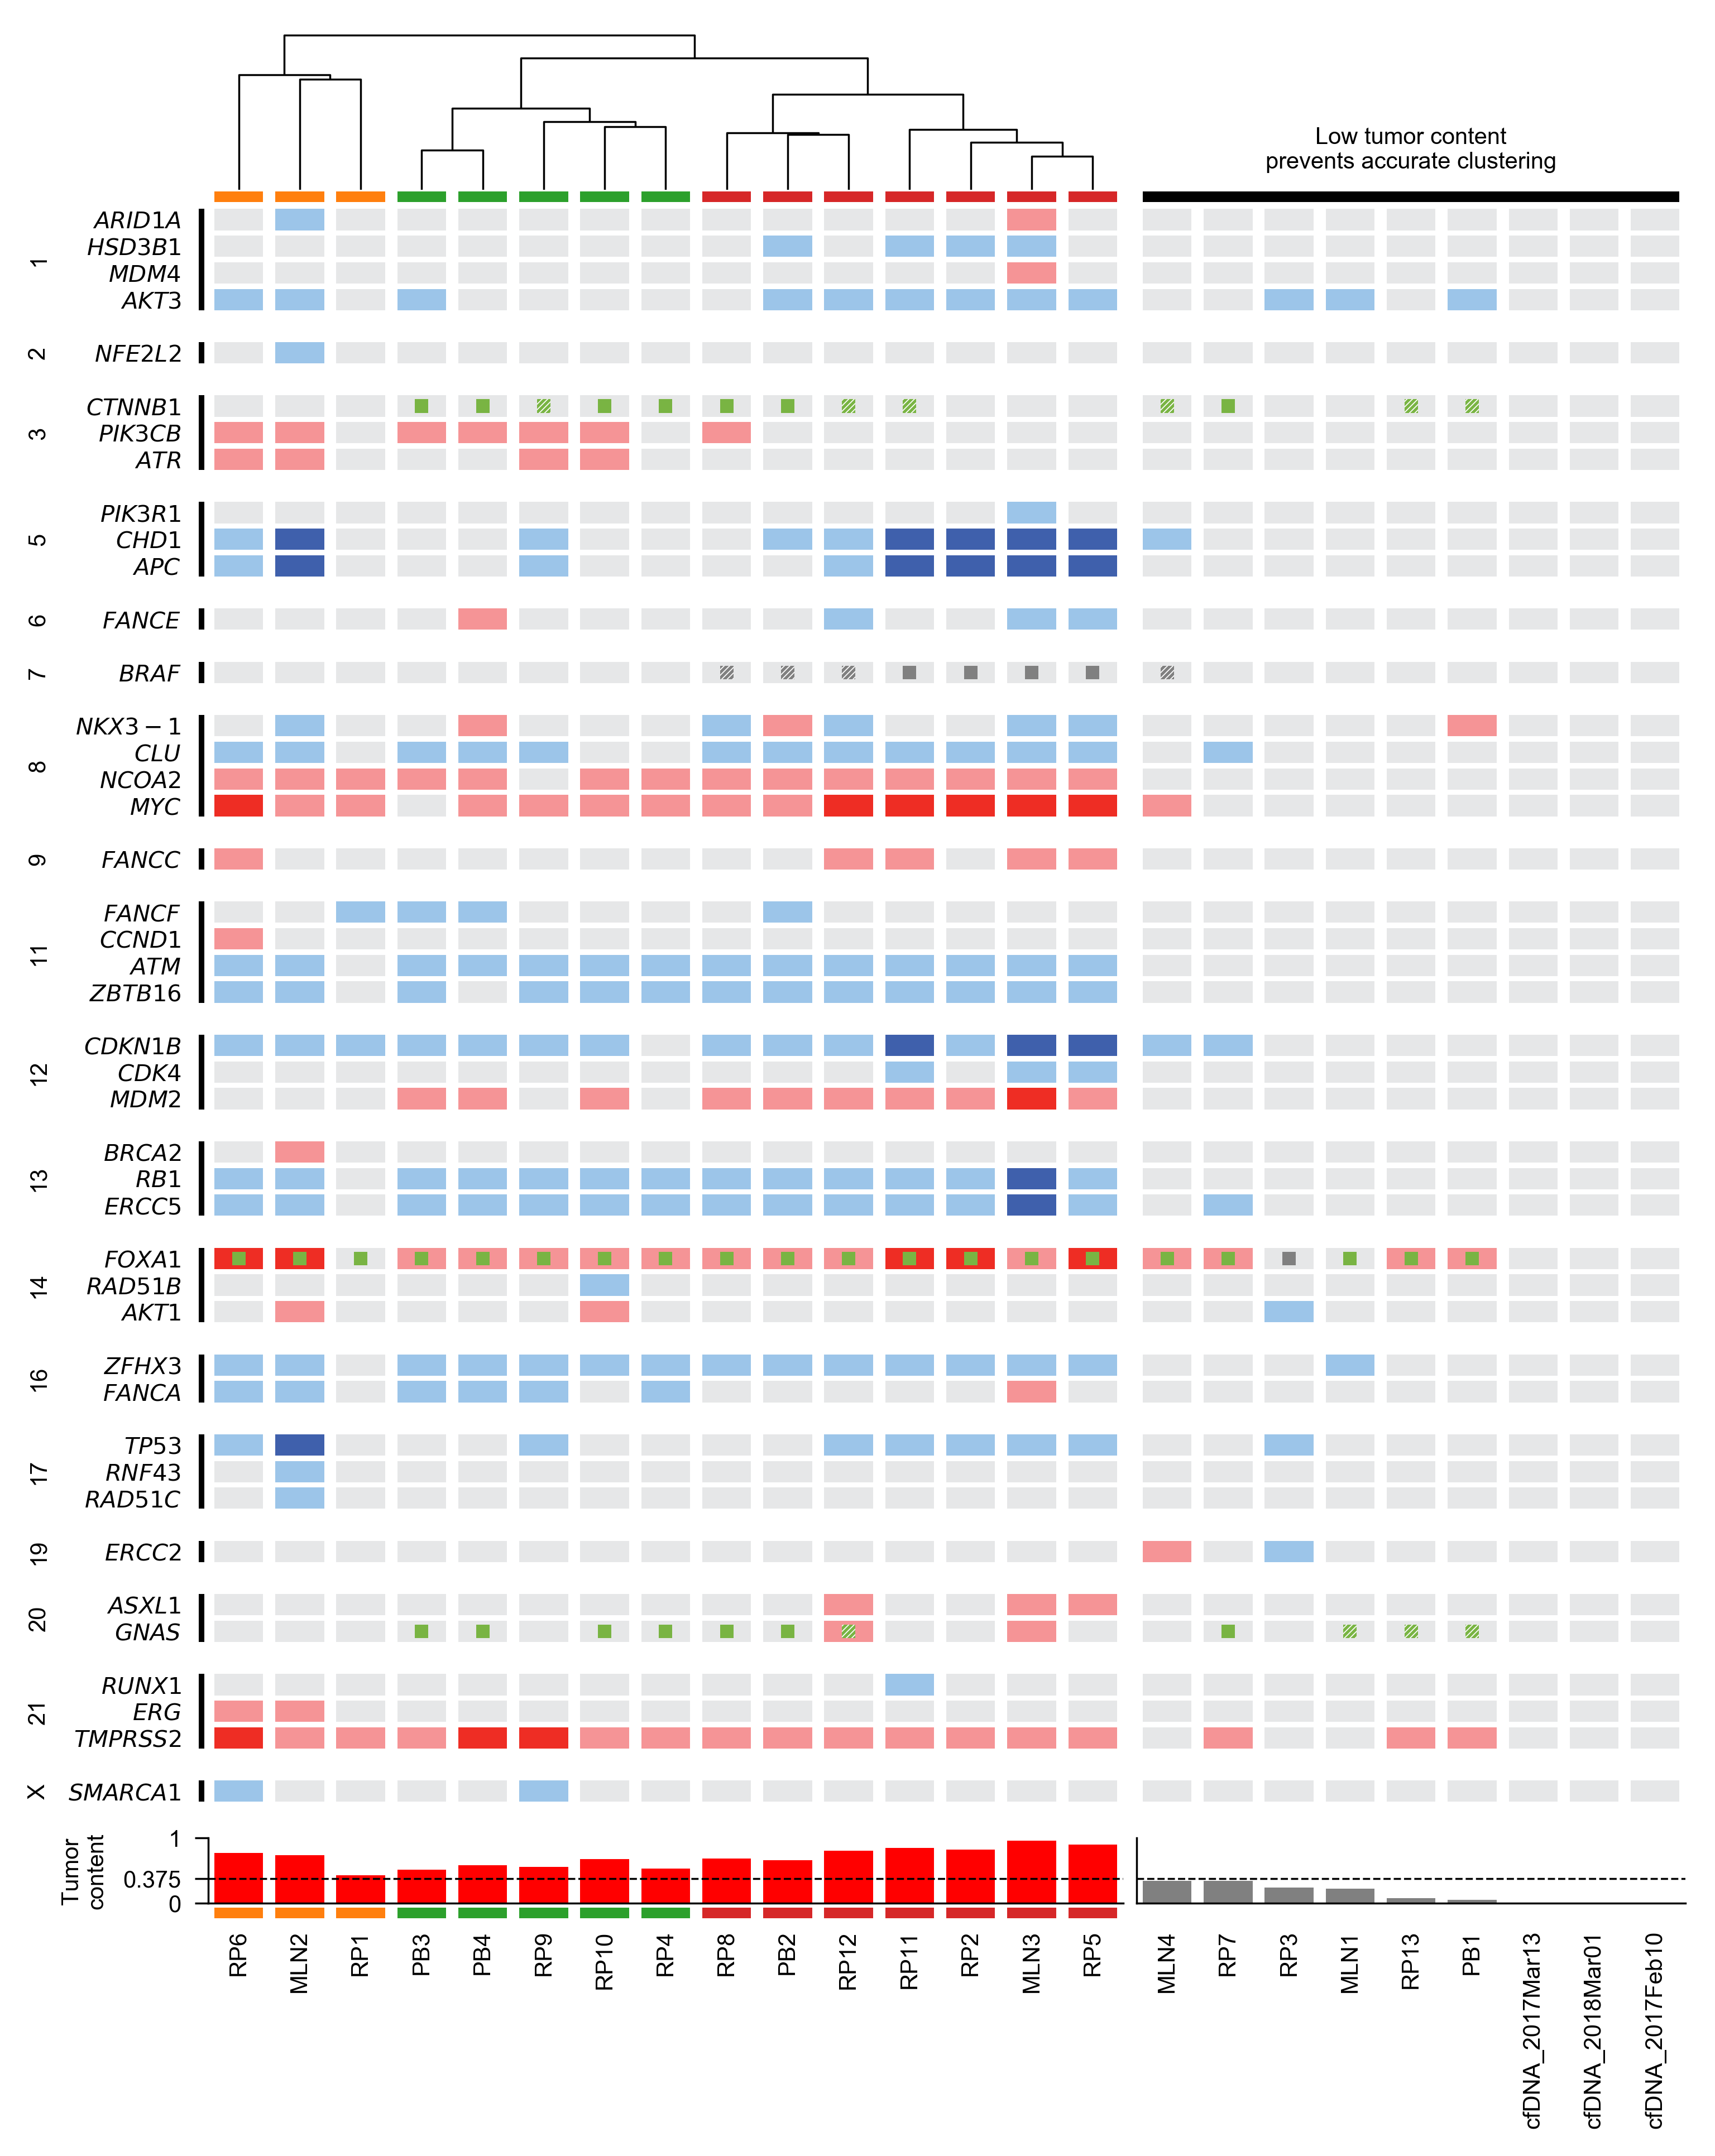 Low tumor content
prevents accurate clustering
1
ARID1A
HSD3B1
MDM4
AKT3
2
NFE2L2
3
CTNNB1
PIK3CB
ATR
5
PIK3R1
CHD1
APC
6
FANCE
7
BRAF
8
NKX3−1
CLU
NCOA2
MYC
9
FANCC
11
FANCF
CCND1
ATM
ZBTB16
12
CDKN1B
CDK4
MDM2
13
BRCA2
RB1
ERCC5
14
FOXA1
RAD51B
AKT1
16
ZFHX3
FANCA
17
TP53
RNF43
RAD51C
19
ERCC2
20
ASXL1
GNAS
21
RUNX1
ERG
TMPRSS2
X
SMARCA1
Tumor
content
1
0.375
0
RP6
MLN2
RP1
PB3
PB4
RP9
RP10
RP4
RP8
PB2
RP12
RP11
RP2
MLN3
RP5
MLN4
RP7
RP3
MLN1
RP13
PB1
cfDNA_2017Mar13
cfDNA_2018Mar01
cfDNA_2017Feb10